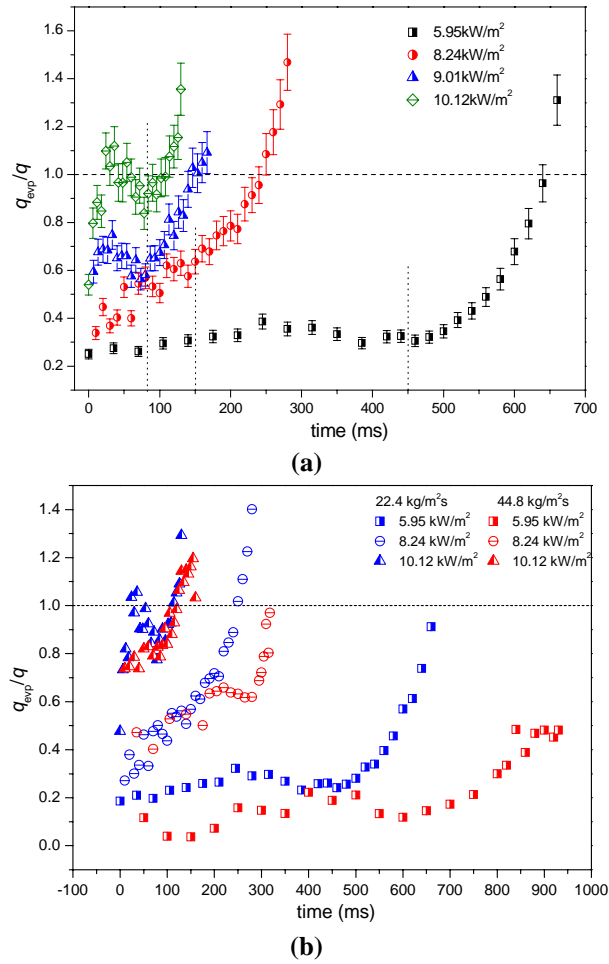 5.95kW/m²
8.24kW/m²
9.01kW/m²
10.12kW/m²
1.6
1.4
1.2
1.0
0.8
0.6
0.4
0.2
q_evp/q
0 100 200 300 400 500 600 700
time (ms)
(a)
22.4 kg/m²s 44.8 kg/m²s
5.95 kW/m² 5.95 kW/m²
8.24 kW/m² 8.24 kW/m²
10.12 kW/m² 10.12 kW/m²
1.4
1.2
1.0
0.8
0.6
0.4
0.2
0.0
q_evp/q
-100 0 100 200 300 400 500 600 700 800 900 1000
time (ms)
(b)